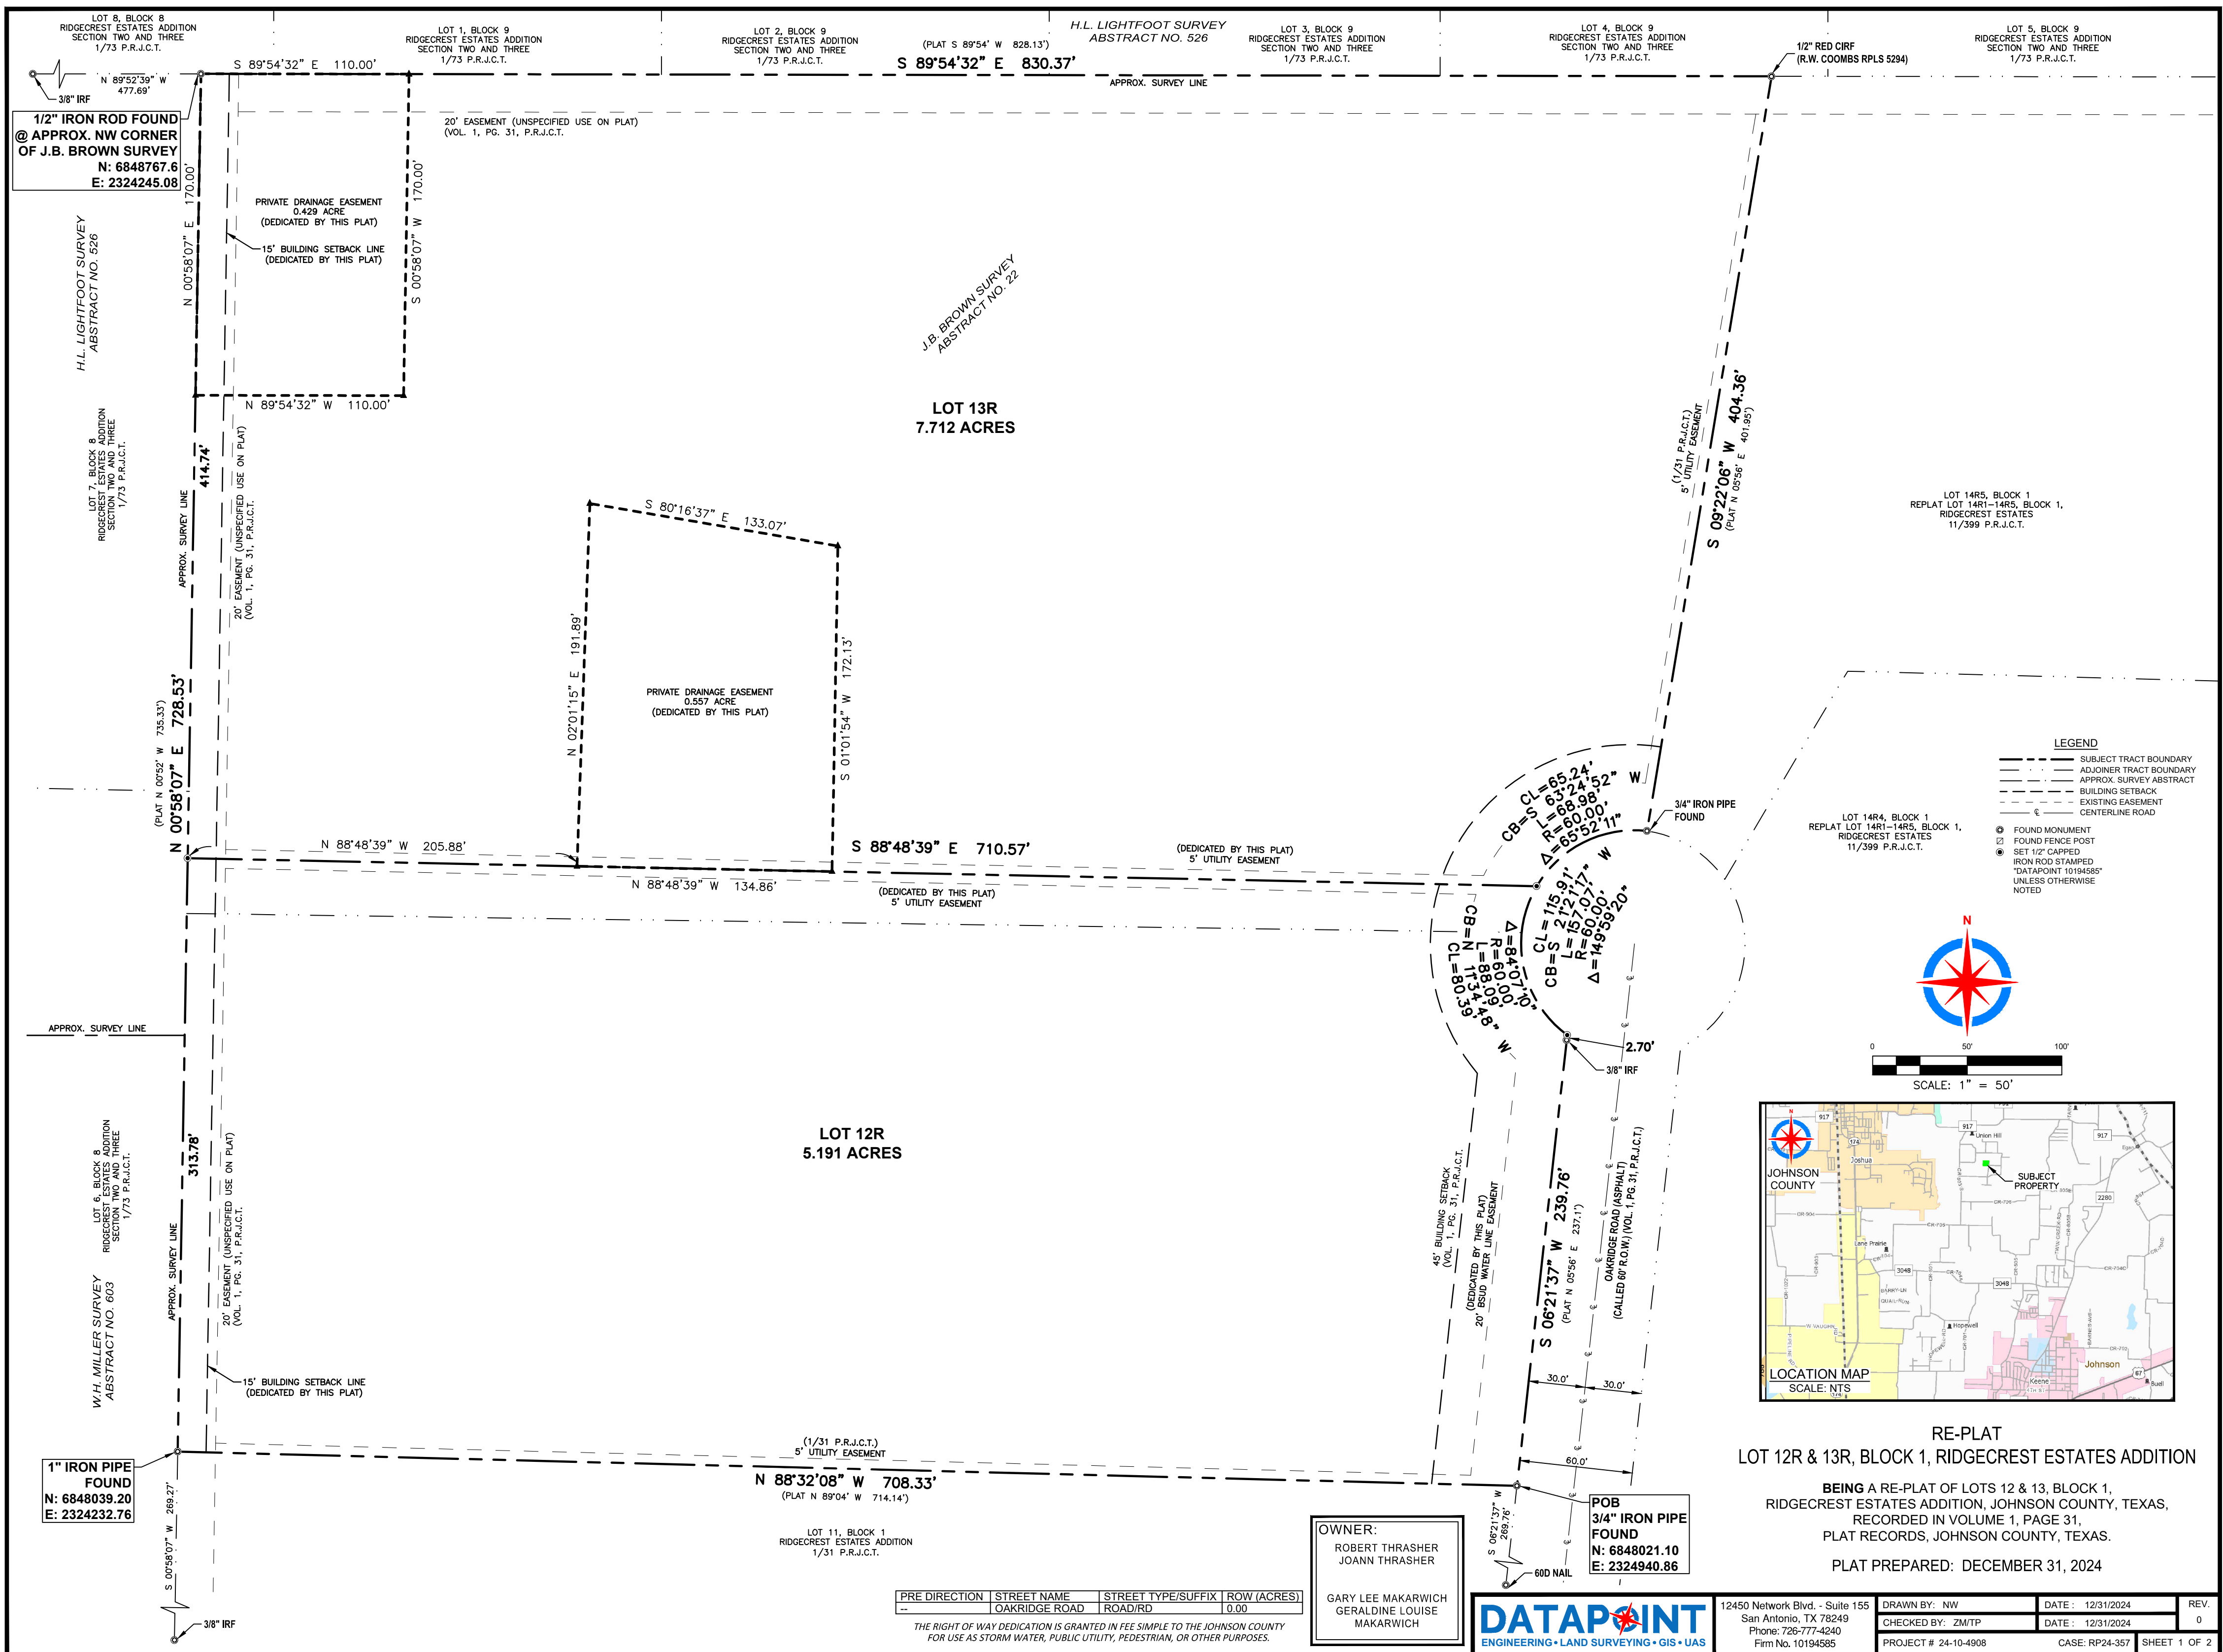 LOT 8, BLOCK 8
RIDGECREST ESTATES ADDITION
SECTION TWO AND THREE
1/73 P.R.J.C.T.
LOT 1, BLOCK 9
RIDGECREST ESTATES ADDITION
SECTION TWO AND THREE
1/73 P.R.J.C.T.
LOT 2, BLOCK 9
RIDGECREST ESTATES ADDITION
SECTION TWO AND THREE
1/73 P.R.J.C.T.
H.L. LIGHTFOOT SURVEY
ABSTRACT NO. 526
LOT 3, BLOCK 9
RIDGECREST ESTATES ADDITION
SECTION TWO AND THREE
1/73 P.R.J.C.T.
LOT 4, BLOCK 9
RIDGECREST ESTATES ADDITION
SECTION TWO AND THREE
1/73 P.R.J.C.T.
LOT 5, BLOCK 9
RIDGECREST ESTATES ADDITION
SECTION TWO AND THREE
1/73 P.R.J.C.T.
1/2" RED CIRF
(R.W. COOMBS RPLS 5294)
(PLAT S 89°54' W 828.13')
S 89°54'32" E 830.37'
APPROX. SURVEY LINE
S 89°54'32" E 110.00'
N 89°52'39" W
477.69'
3/8" IRF
1/2" IRON ROD FOUND
@ APPROX. NW CORNER
OF J.B. BROWN SURVEY
N: 6848767.6
E: 2324245.08
20' EASEMENT (UNSPECIFIED USE ON PLAT)
(VOL. 1, PG. 31, P.R.J.C.T.
N 00°58'07" E 170.00'
S 00°58'07" W 170.00'
PRIVATE DRAINAGE EASEMENT
0.429 ACRE
(DEDICATED BY THIS PLAT)
15' BUILDING SETBACK LINE
(DEDICATED BY THIS PLAT)
N 89°54'32" W 110.00'
H.L. LIGHTFOOT SURVEY
ABSTRACT NO. 526
J.B. BROWN SURVEY
ABSTRACT NO. 22
LOT 13R
7.712 ACRES
LOT 7, BLOCK 8
RIDGECREST ESTATES ADDITION
SECTION TWO AND THREE
1/73 P.R.J.C.T.
414.74'
APPROX. SURVEY LINE
20' EASEMENT (UNSPECIFIED USE ON PLAT)
(VOL. 1, PG. 31, P.R.J.C.T.
(1/31 P.R.J.C.T.)
5' UTILITY EASEMENT
S 09°22'06" W 404.36'
(PLAT N 05°56' E 401.95')
LOT 14R5, BLOCK 1
REPLAT LOT 14R1-14R5, BLOCK 1,
RIDGECREST ESTATES
11/399 P.R.J.C.T.
S 80°16'37" E 133.07'
N 02°01'15" E 191.89'
S 01°01'54" W 172.13'
PRIVATE DRAINAGE EASEMENT
0.557 ACRE
(DEDICATED BY THIS PLAT)
N 00°58'07" E 728.53'
(PLAT N 00°52' W 735.33')
N 88°48'39" W 205.88'
N 88°48'39" W 134.86'
S 88°48'39" E 710.57'
(DEDICATED BY THIS PLAT)
5' UTILITY EASEMENT
(DEDICATED BY THIS PLAT)
5' UTILITY EASEMENT
CL=65.24'
CB=S 63°24'52" W
L=68.98'
R=60.00'
Δ=65°52'11"
3/4" IRON PIPE
FOUND
CL=115.91'
CB=S 21°21'17" W
L=157.07'
R=60.00'
Δ=149°59'20"
Δ=84°07'10"
R=60.00'
L=88.09'
CB=N 11°34'48" W
CL=80.39'
2.70'
3/8" IRF
LOT 14R4, BLOCK 1
REPLAT LOT 14R1-14R5, BLOCK 1,
RIDGECREST ESTATES
11/399 P.R.J.C.T.
LEGEND
SUBJECT TRACT BOUNDARY
ADJOINER TRACT BOUNDARY
APPROX. SURVEY ABSTRACT
BUILDING SETBACK
EXISTING EASEMENT
CENTERLINE ROAD
FOUND MONUMENT
FOUND FENCE POST
SET 1/2" CAPPED
IRON ROD STAMPED
"DATAPOINT 10194585"
UNLESS OTHERWISE
NOTED
N
0 50' 100'
SCALE: 1" = 50'
APPROX. SURVEY LINE
LOT 6, BLOCK 8
RIDGECREST ESTATES ADDITION
SECTION TWO AND THREE
1/73 P.R.J.C.T.
313.78'
APPROX. SURVEY LINE
20' EASEMENT (UNSPECIFIED USE ON PLAT)
(VOL. 1, PG. 31, P.R.J.C.T.
W.H. MILLER SURVEY
ABSTRACT NO. 603
15' BUILDING SETBACK LINE
(DEDICATED BY THIS PLAT)
LOT 12R
5.191 ACRES
45' BUILDING SETBACK
(VOL. 1, PG. 31, P.R.J.C.T.
(DEDICATED BY THIS PLAT)
20' BSUD WATER LINE EASEMENT
S 06°21'37" W 239.76'
(PLAT N 05°56' E 237.1')
OAKRIDGE ROAD (ASPHALT)
(CALLED 60' R.O.W.) (VOL. 1, PG. 31, P.R.J.C.T.)
30.0' 30.0'
60.0'
(1/31 P.R.J.C.T.)
5' UTILITY EASEMENT
N 88°32'08" W 708.33'
(PLAT N 89°04' W 714.14')
1" IRON PIPE
FOUND
N: 6848039.20
E: 2324232.76
S 00°58'07" W 269.27'
3/8" IRF
LOT 11, BLOCK 1
RIDGECREST ESTATES ADDITION
1/31 P.R.J.C.T.
S 06°21'37" W
269.76'
60D NAIL
POB
3/4" IRON PIPE
FOUND
N: 6848021.10
E: 2324940.86
N
JOHNSON
COUNTY
917
174
Joshua
917
Union Hill
917
SUBJECT
PROPERTY
2280
Lane Prairie
3048
3048
Hopewell
Keene
Johnson
67
Buell
LOCATION MAP
SCALE: NTS
RE-PLAT
LOT 12R & 13R, BLOCK 1, RIDGECREST ESTATES ADDITION
BEING A RE-PLAT OF LOTS 12 & 13, BLOCK 1,
RIDGECREST ESTATES ADDITION, JOHNSON COUNTY, TEXAS,
RECORDED IN VOLUME 1, PAGE 31,
PLAT RECORDS, JOHNSON COUNTY, TEXAS.
PLAT PREPARED: DECEMBER 31, 2024
OWNER:
ROBERT THRASHER
JOANN THRASHER
GARY LEE MAKARWICH
GERALDINE LOUISE
MAKARWICH
PRE DIRECTION STREET NAME STREET TYPE/SUFFIX ROW (ACRES)
-- OAKRIDGE ROAD ROAD/RD 0.00
THE RIGHT OF WAY DEDICATION IS GRANTED IN FEE SIMPLE TO THE JOHNSON COUNTY
FOR USE AS STORM WATER, PUBLIC UTILITY, PEDESTRIAN, OR OTHER PURPOSES.
DATAPOINT
ENGINEERING • LAND SURVEYING • GIS • UAS
12450 Network Blvd. - Suite 155
San Antonio, TX 78249
Phone: 726-777-4240
Firm No. 10194585
DRAWN BY: NW DATE : 12/31/2024 REV.
CHECKED BY: ZM/TP DATE : 12/31/2024 0
PROJECT # 24-10-4908 CASE: RP24-357 SHEET 1 OF 2